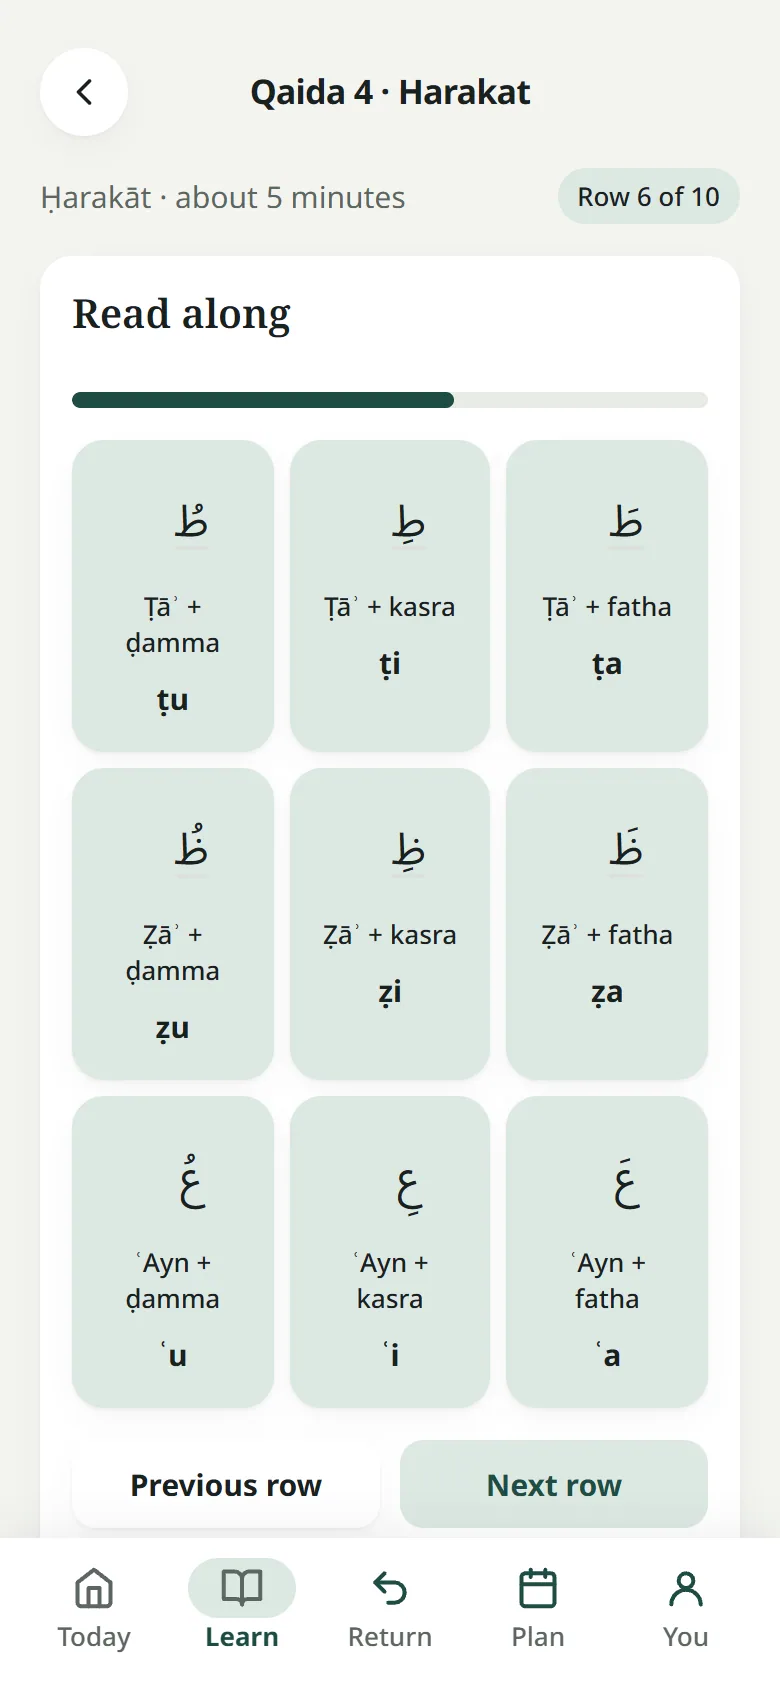 Qaida 4 · Harakat
Ḥarakāt · about 5 minutes
Row 6 of 10
Read along
طَ
Ṭāʾ + fatha
ṭa
طِ
Ṭāʾ + kasra
ṭi
طُ
Ṭāʾ +
ḍamma
ṭu
ظَ
Ẓāʾ + fatha
ẓa
ظِ
Ẓāʾ + kasra
ẓi
ظُ
Ẓāʾ +
ḍamma
ẓu
عَ
ʿAyn +
fatha
ʿa
عِ
ʿAyn +
kasra
ʿi
عُ
ʿAyn +
ḍamma
ʿu
Previous row
Next row
Today
Learn
Return
Plan
You